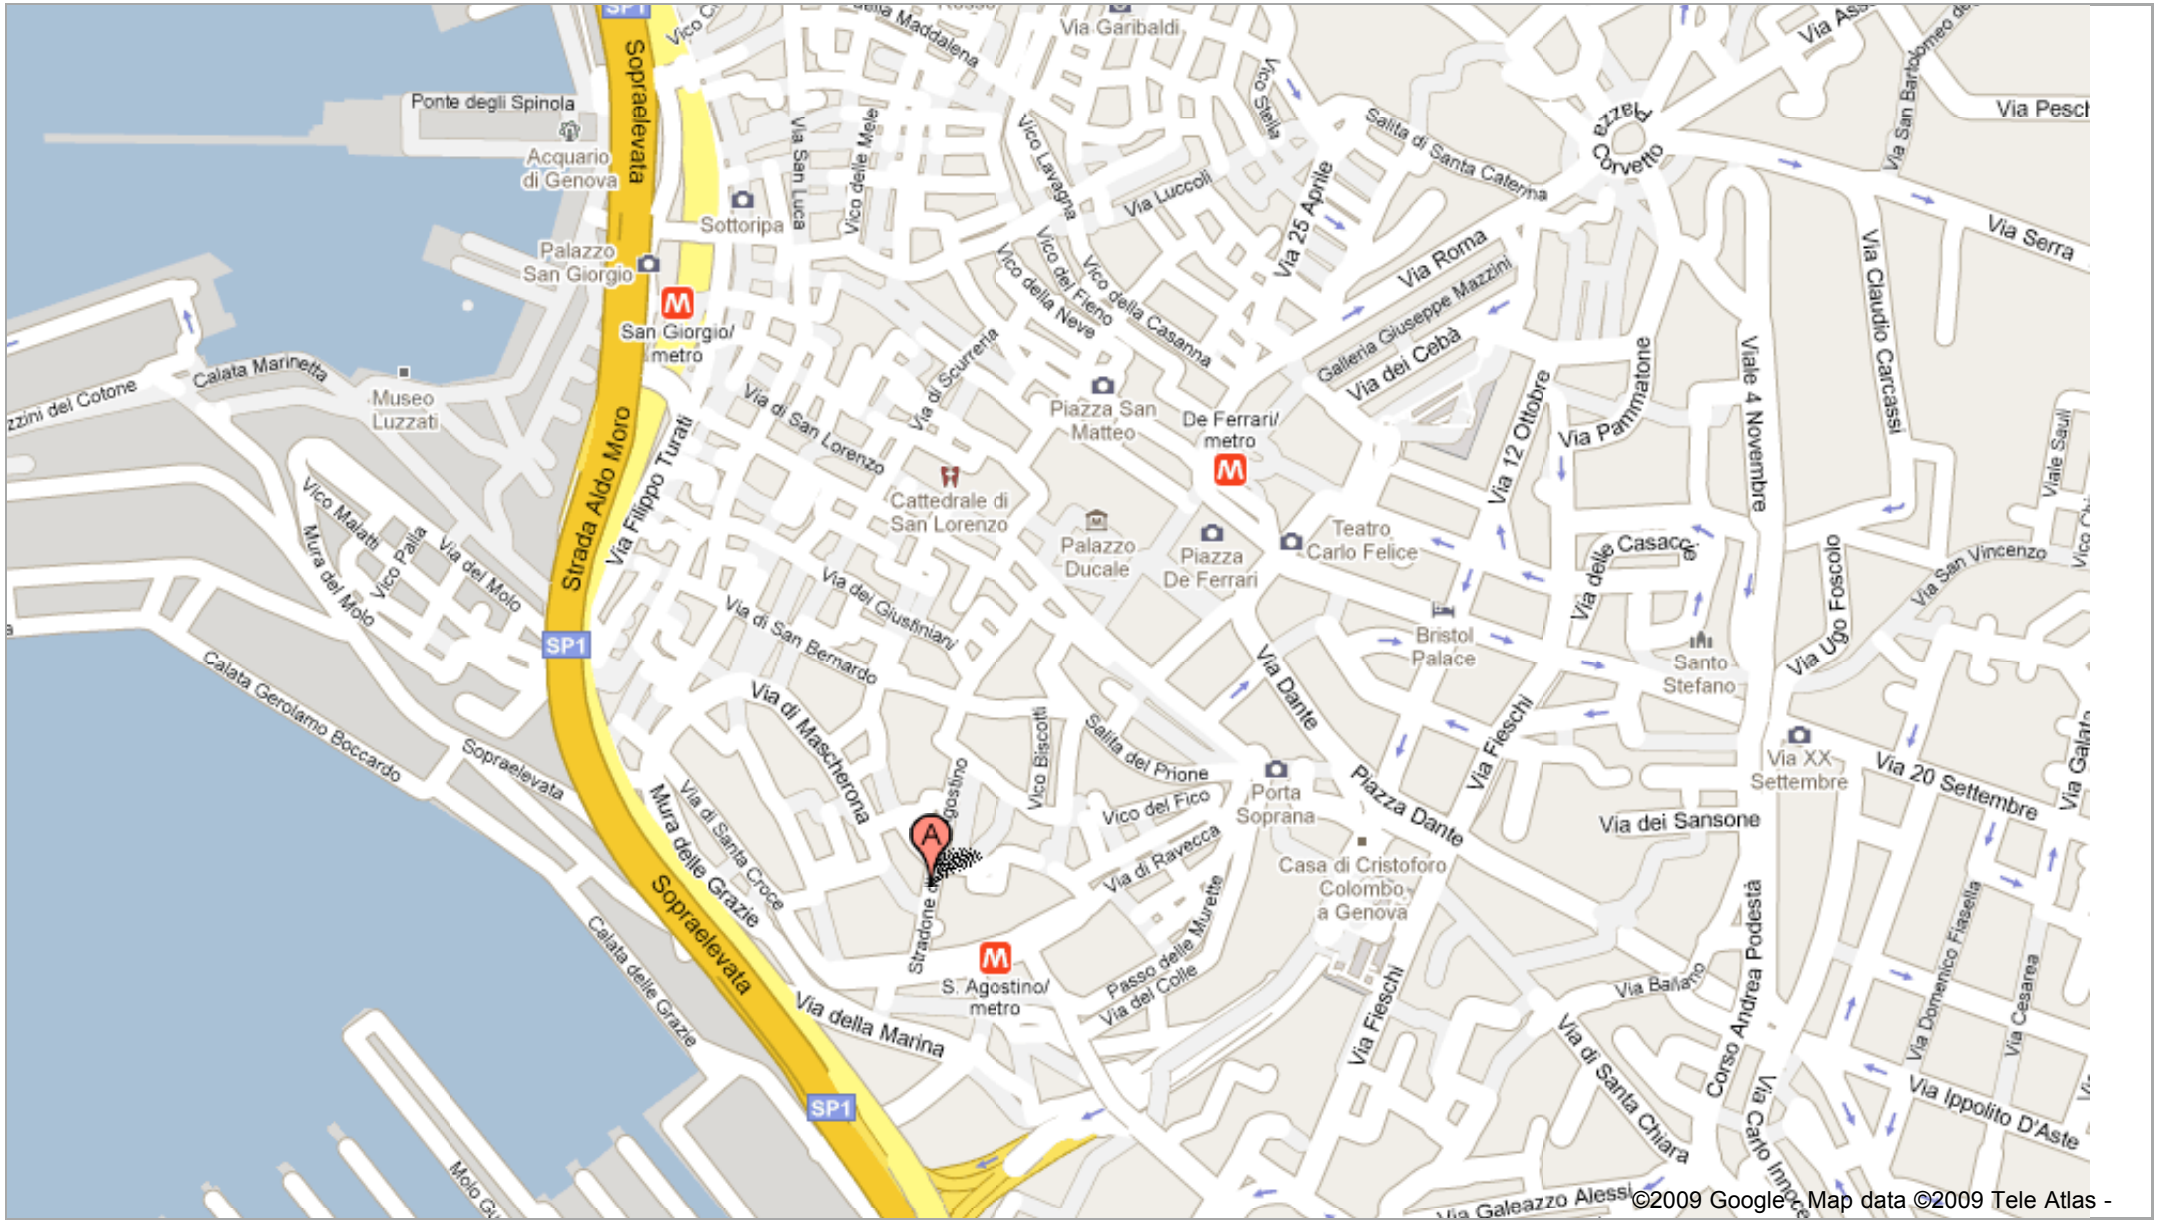 SP1
Sopraelevata
Vico
della Maddalena
Via Garibaldi
Ponte degli Spinola
Acquario
di Genova
Palazzo
San Giorgio
Sottoripa
Via San Luca
Vico delle Mele
Vico Lavagna
Via Luccoli
Vico Stella
Salita di Santa Caterina
Piazza
Corvetto
Via San Bartolomeo
Via Serra
Via 25 Aprile
Via Roma
Galleria Giuseppe Mazzini
Via dei Cebà
Vico della Neve
Vico del Fieno
Vico della Casanna
M
San Giorgio/
metro
Calata Marinetta
Museo
Luzzati
Strada Aldo Moro
Via Filippo Turati
Via di San Lorenzo
Via di Scurreria
Piazza San
Matteo
De Ferrari/
metro
M
Via 12 Ottobre
Via Pammatone
Viale 4 Novembre
Via Claudio Carcassi
Viale Sauli
Cattedrale di
San Lorenzo
Palazzo
Ducale
Piazza
De Ferrari
Teatro
Carlo Felice
Via delle Casacce
Via Ugo Foscolo
Via San Vincenzo
Vico Malatti
Mura del Molo
Vico Palla
Via del Molo
SP1
Via dei Giustiniani
Via di San Bernardo
Bristol
Palace
Santo
Stefano
Calata Gerolamo Boccardo
Sopraelevata
Via di Mascherona
Vico Biscotti
Salita del Prione
Via Dante
Via Fieschi
Via XX
Settembre
Via 20 Settembre
Via Galata
Piazza Dante
Porta
Soprana
Vico del Fico
Via di Ravecca
Via dei Sansone
A
Stradone
Mura delle Grazie
Via di Santa Croce
Sopraelevata
Casa di Cristoforo
Colombo
a Genova
Passo delle Murette
Via del Colle
M
S. Agostino/
metro
Via della Marina
Calata delle Grazie
Via Fieschi
Corso Andrea Podestà
Via Domenico Fiasella
Via Cesarea
Via di Santa Chiara
Via Ippolito D'Aste
SP1
Via Galeazzo Alessi
©2009 Google - Map data ©2009 Tele Atlas -